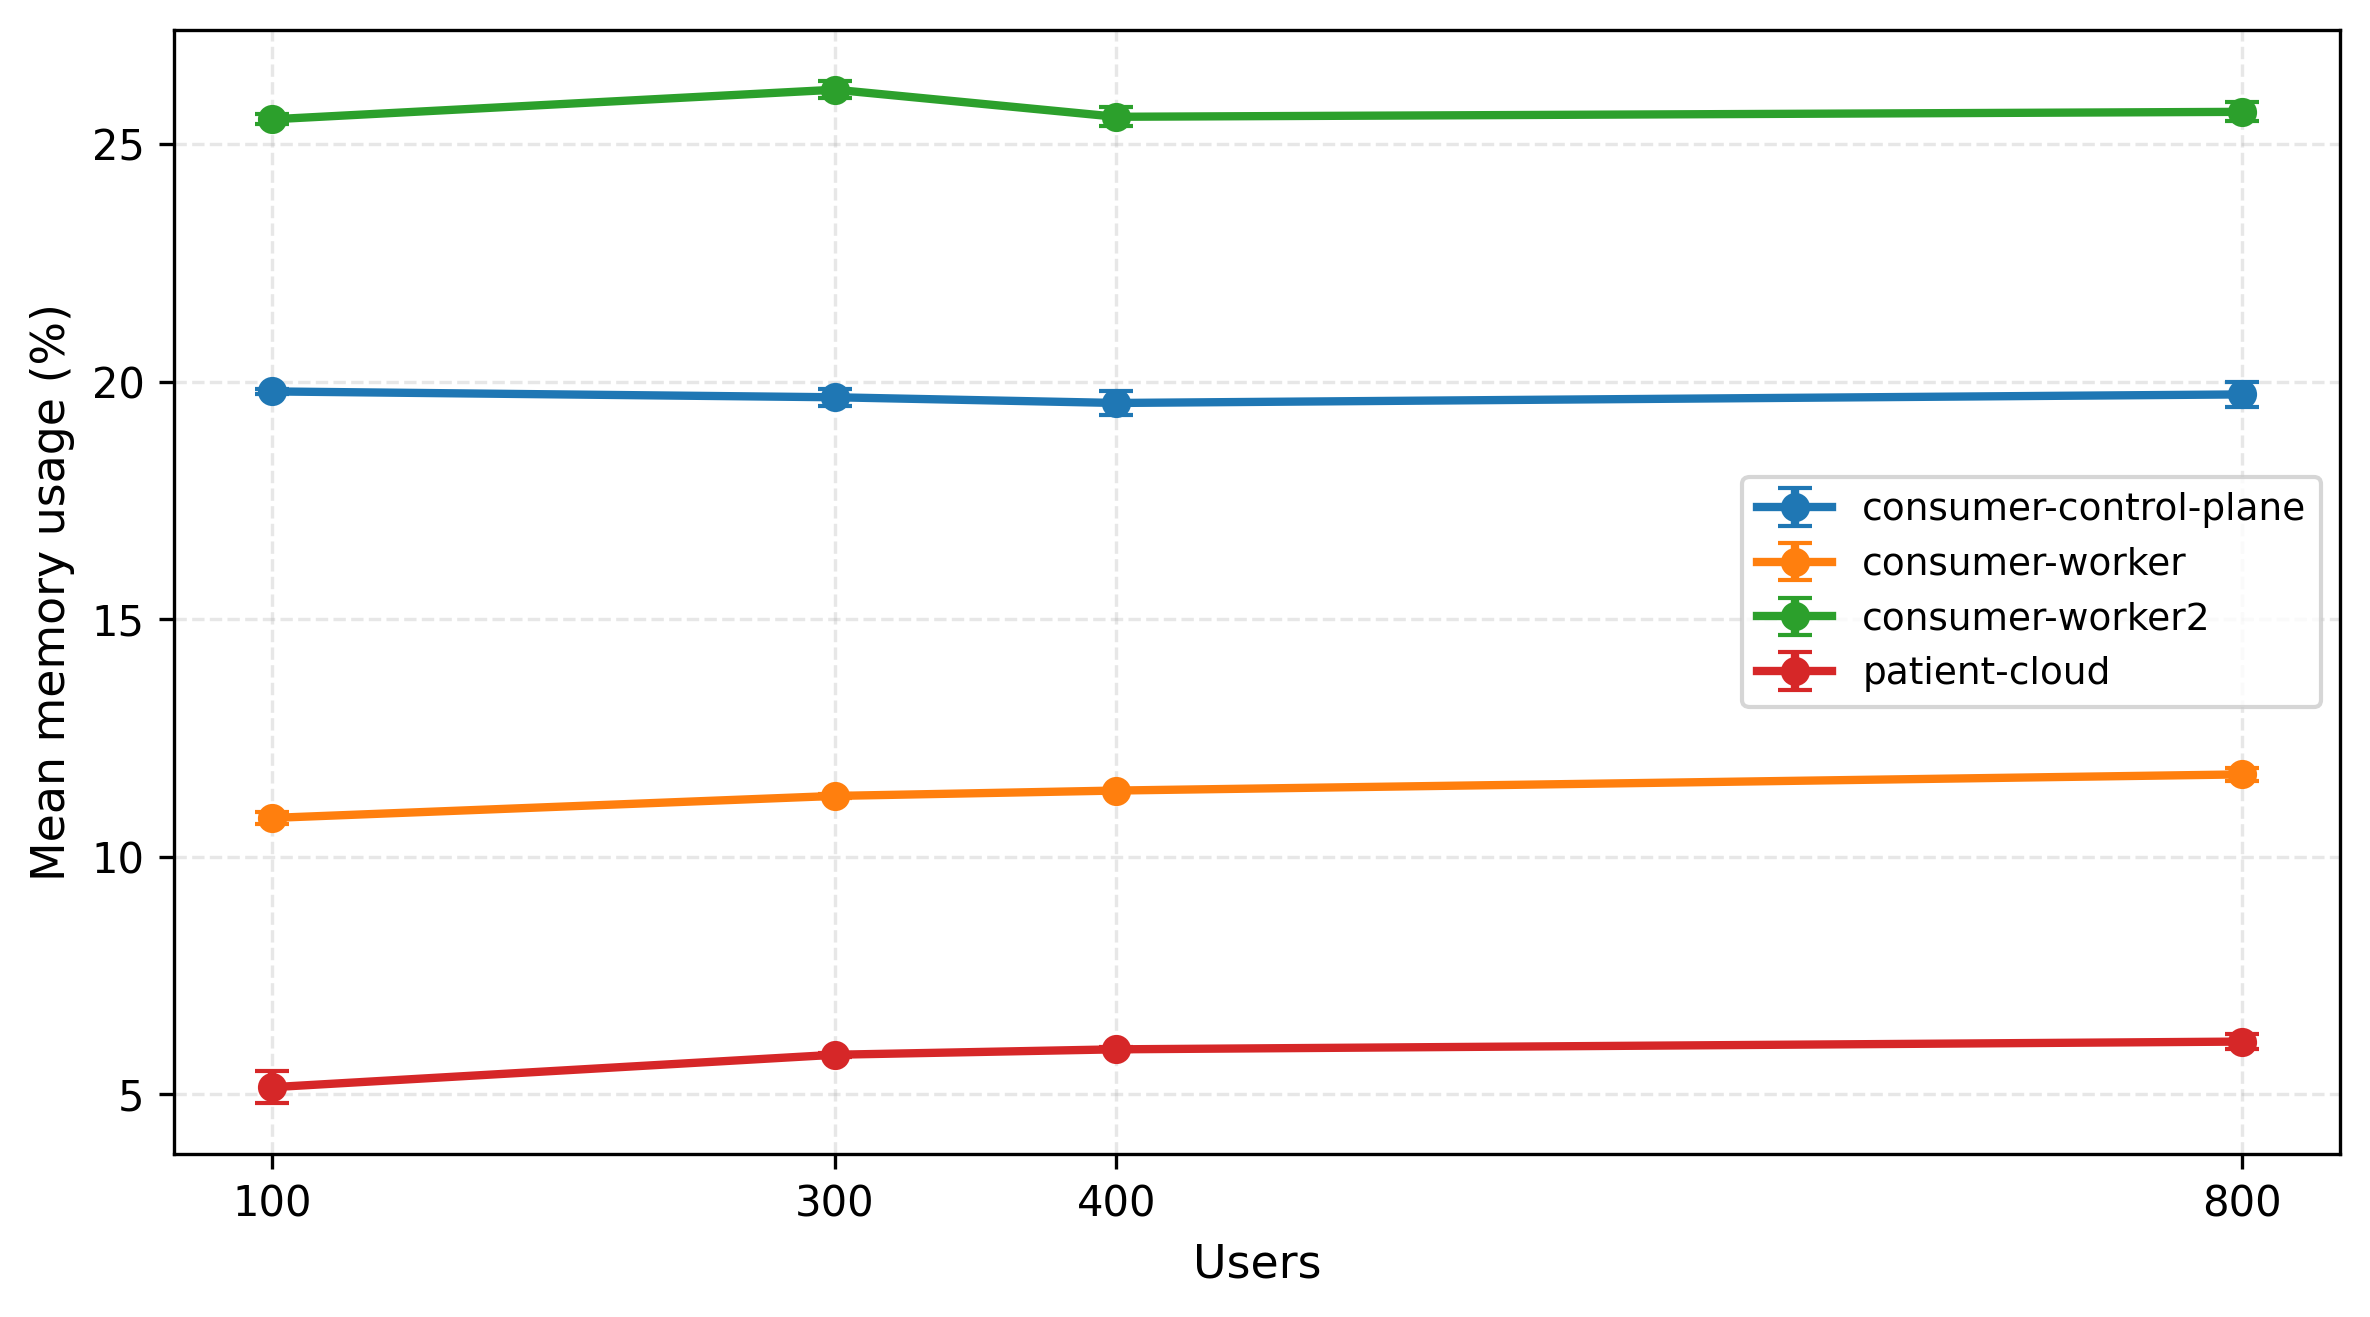 Mean memory usage (%)
25
20
15
10
5
consumer-control-plane
consumer-worker
consumer-worker2
patient-cloud
100 300 400 800
Users